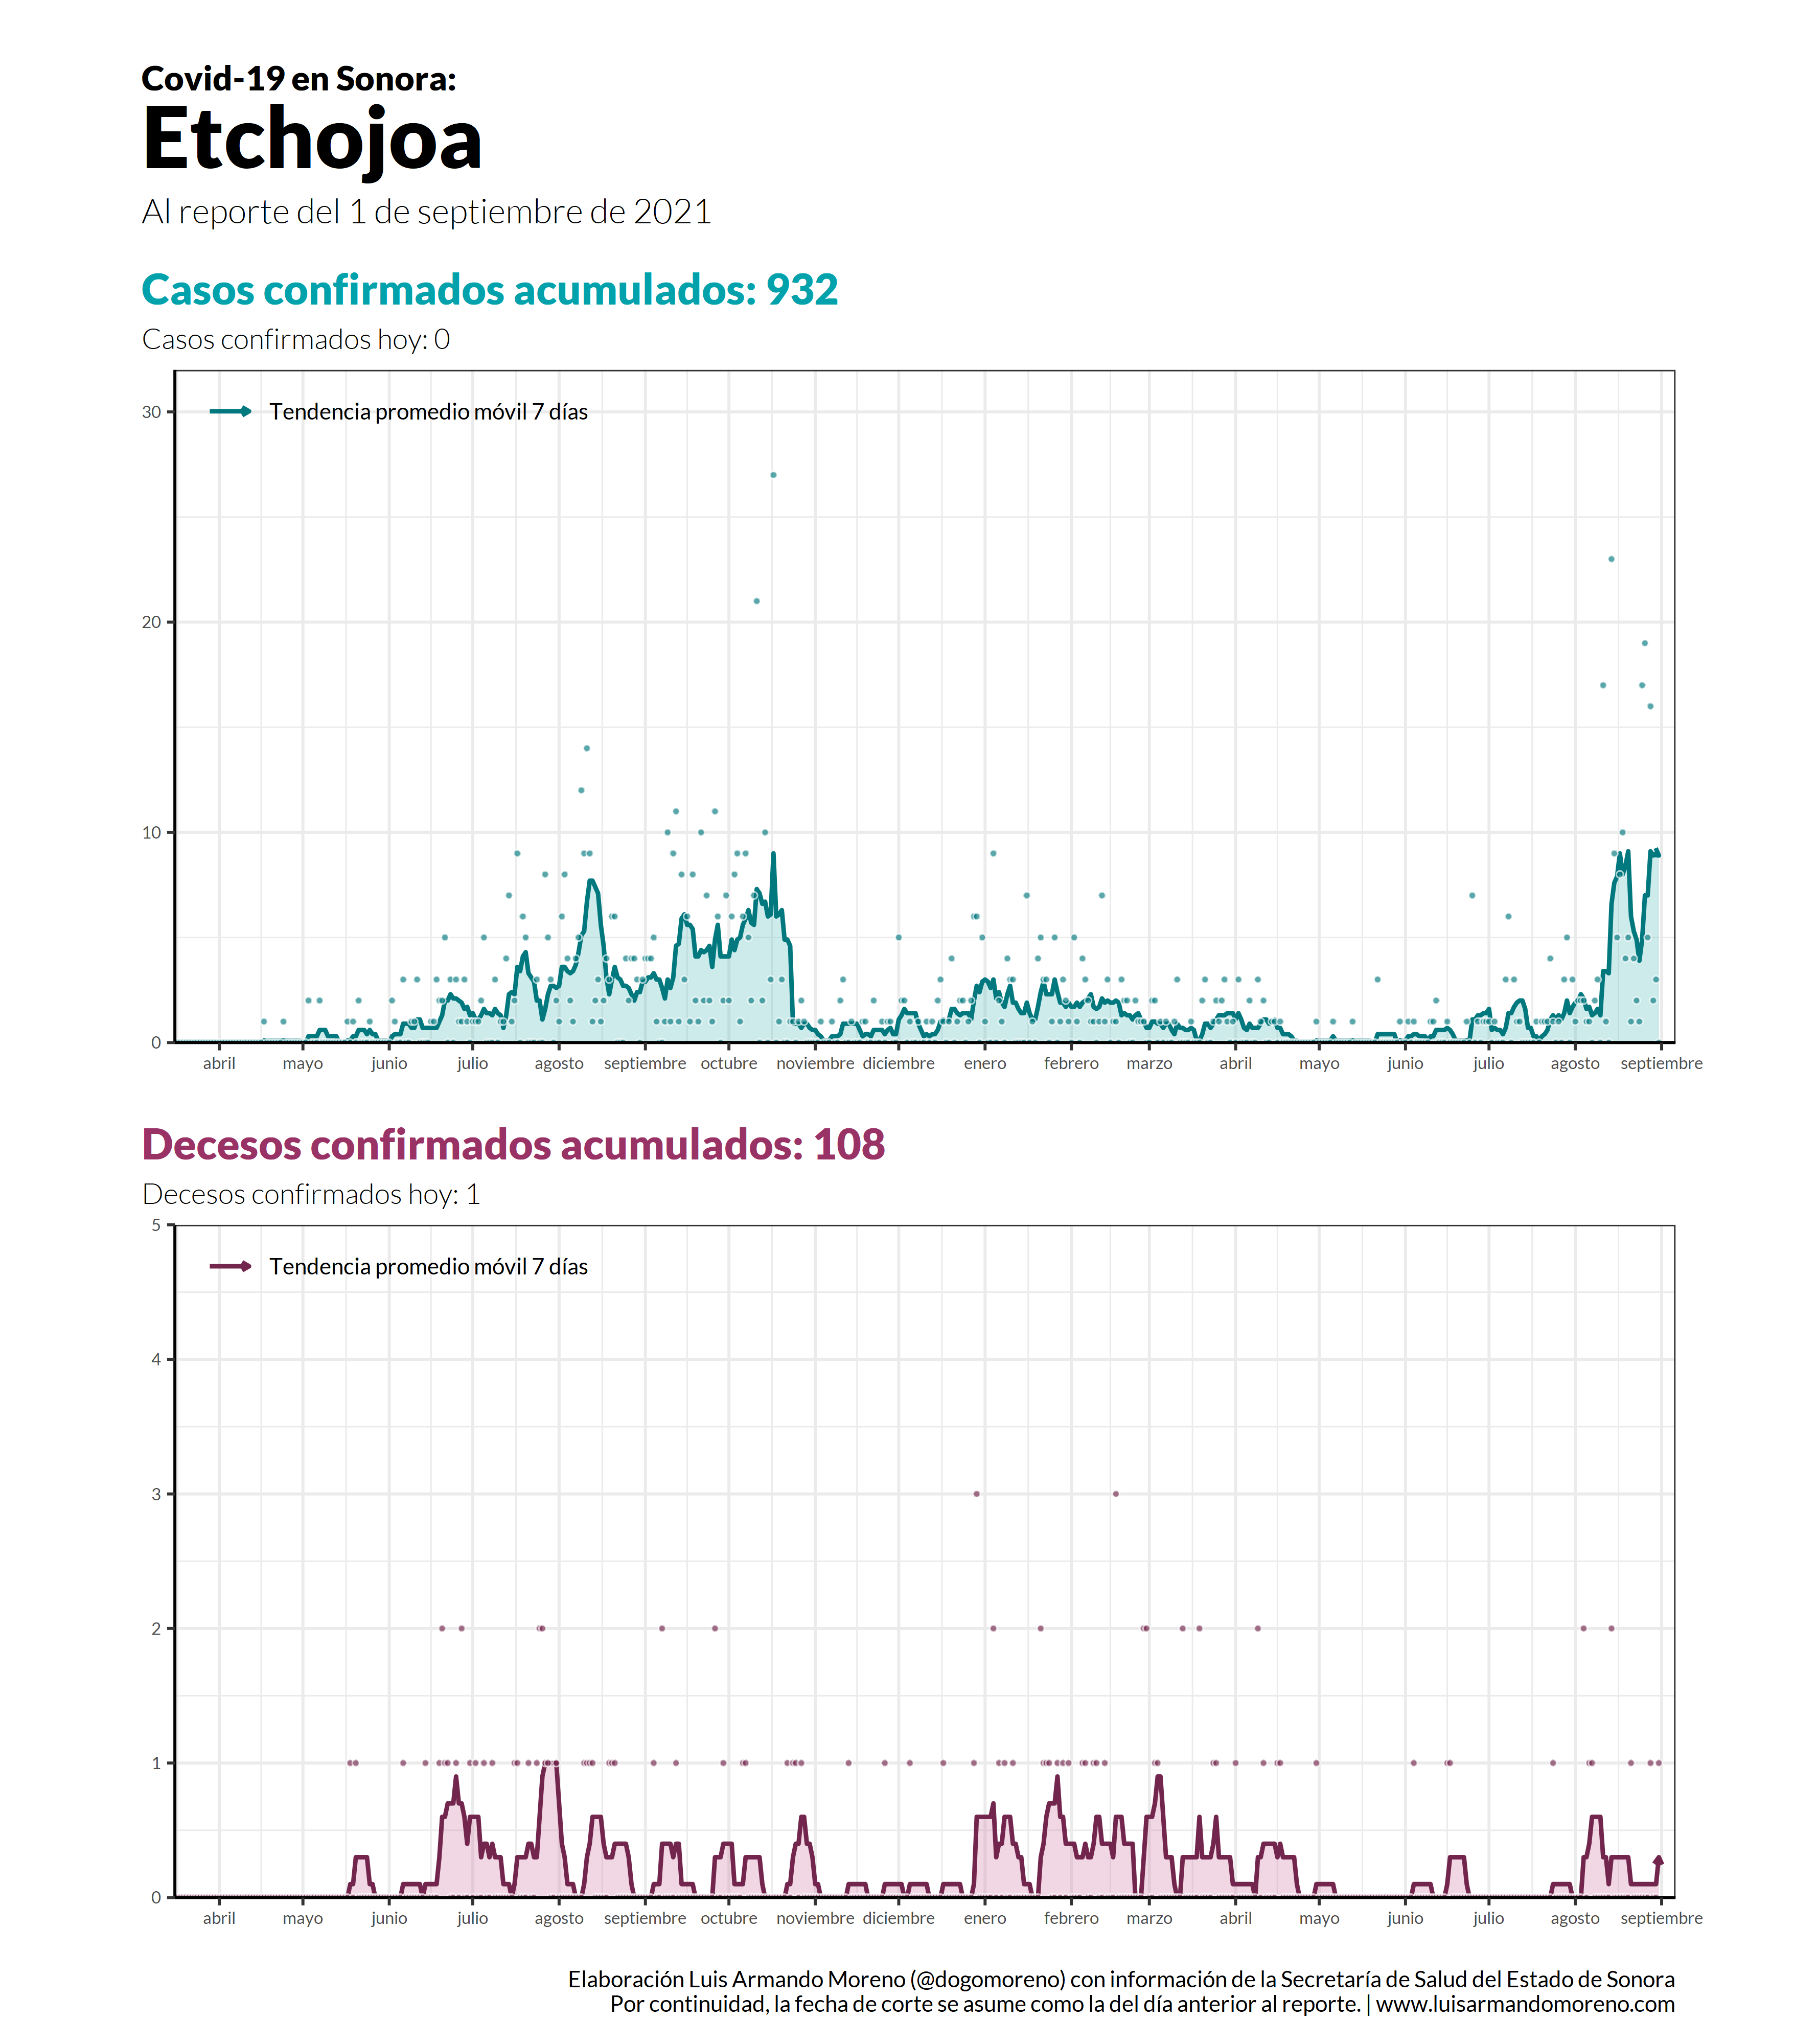 Covid-19 en Sonora:
Etchojoa
Al reporte del 1 de septiembre de 2021
Casos confirmados acumulados: 932
Casos confirmados hoy: 0
Tendencia promedio móvil 7 días
30
20
10
0
abril mayo junio julio agosto septiembre octubre noviembre diciembre enero febrero marzo abril mayo junio julio agosto septiembre
Decesos confirmados acumulados: 108
Decesos confirmados hoy: 1
5
Tendencia promedio móvil 7 días
4
3
2
1
0
abril mayo junio julio agosto septiembre octubre noviembre diciembre enero febrero marzo abril mayo junio julio agosto septiembre
Elaboración Luis Armando Moreno (@dogomoreno) con información de la Secretaría de Salud del Estado de Sonora
Por continuidad, la fecha de corte se asume como la del día anterior al reporte. | www.luisarmandomoreno.com